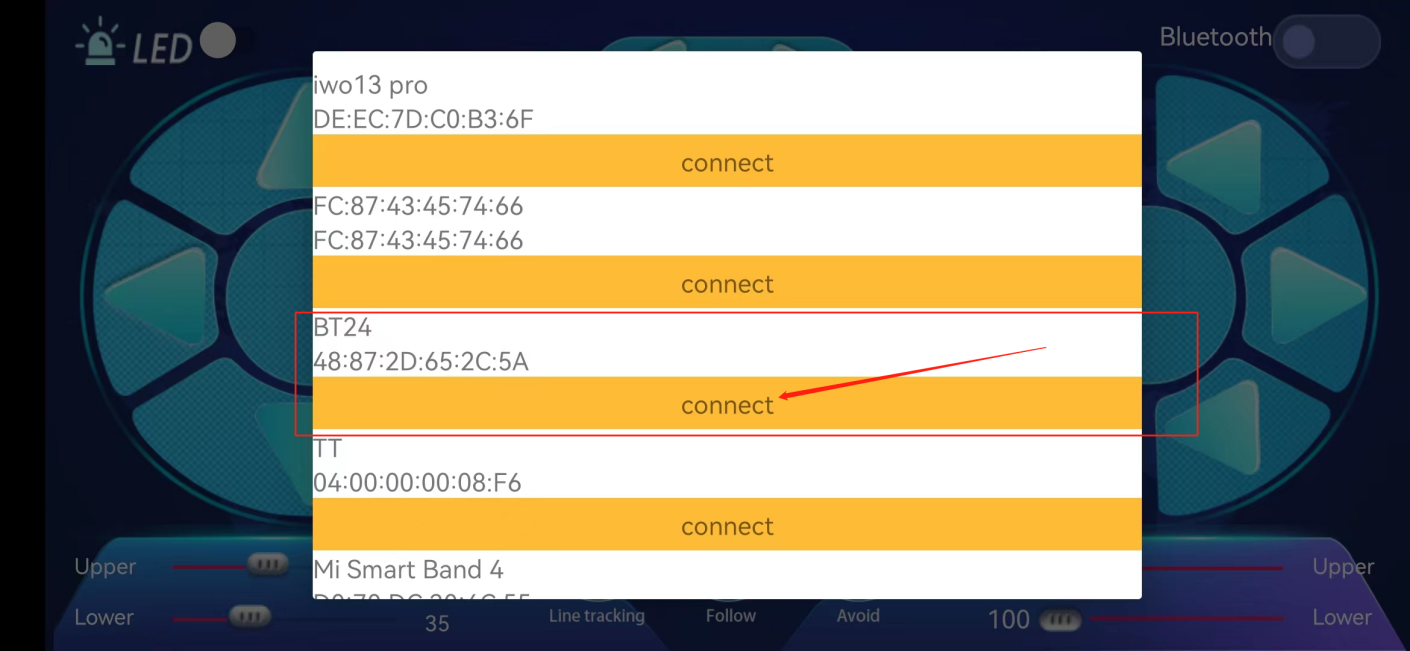 LED
Bluetooth
iwo13 pro
DE:EC:7D:C0:B3:6F
connect
FC:87:43:45:74:66
FC:87:43:45:74:66
connect
BT24
48:87:2D:65:2C:5A
connect
TT
04:00:00:00:08:F6
connect
Mi Smart Band 4
Upper
Upper
Lower
35
Line tracking
Follow
Avoid
100
Lower